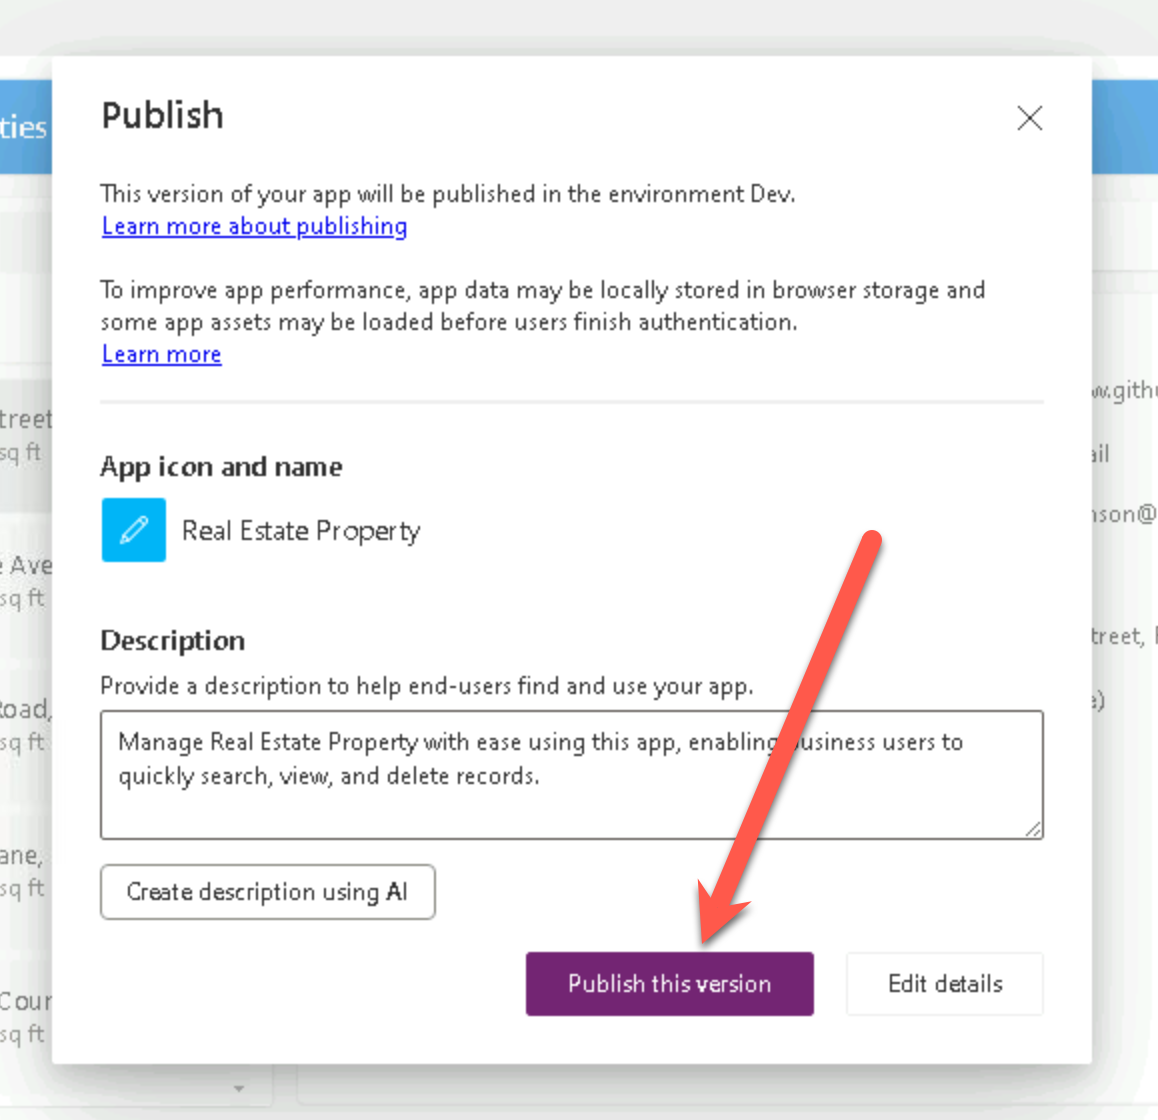 Publish
ties
This version of your app will be published in the environment Dev.
Learn more about publishing
To improve app performance, app data may be locally stored in browser storage and
some app assets may be loaded before users finish authentication.
Learn more
treet
sq ft
App icon and name
Real Estate Property
Ave
sq ft
Description
Provide a description to help end-users find and use your app.
Manage Real Estate Property with ease using this app, enabling business users to
quickly search, view, and delete records.
oad,
sq ft
ane,
sq ft
Create description using AI
Publish this version
Edit details
Cour
sq ft
w.gith
ail
nson@
treet,
e)